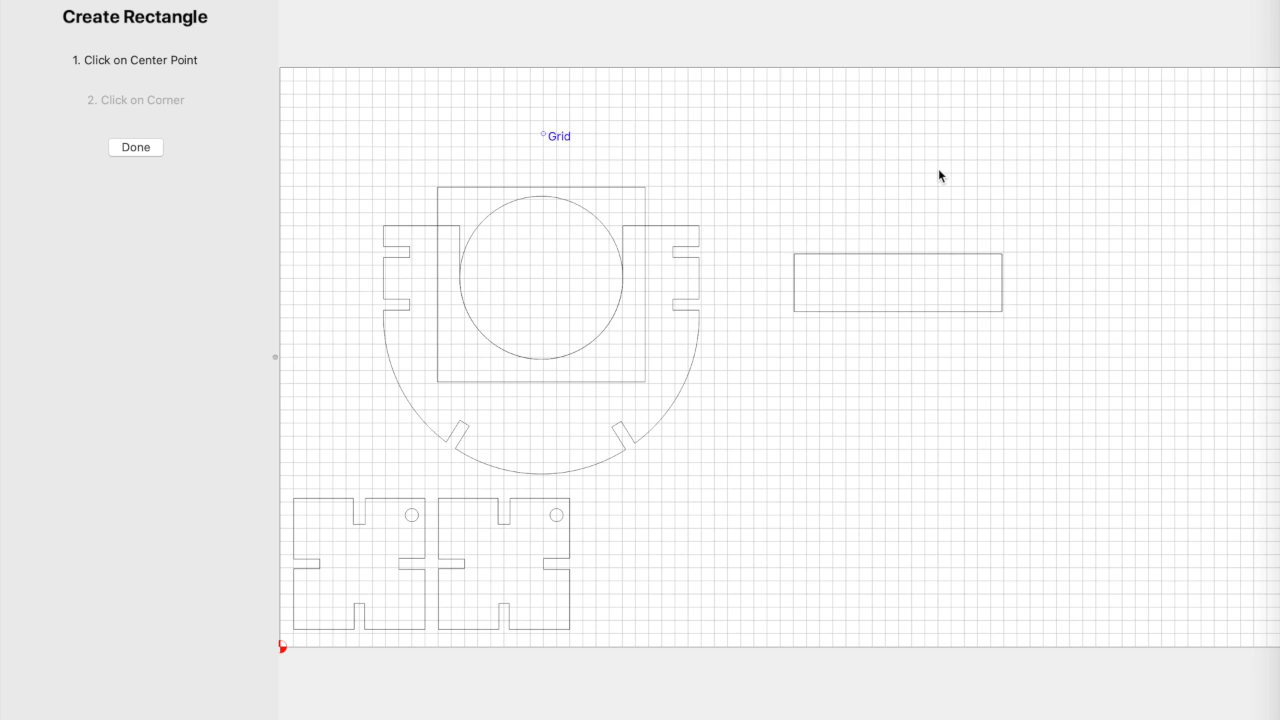 Create Rectangle
1. Click on Center Point
2. Click on Corner
Done
Grid